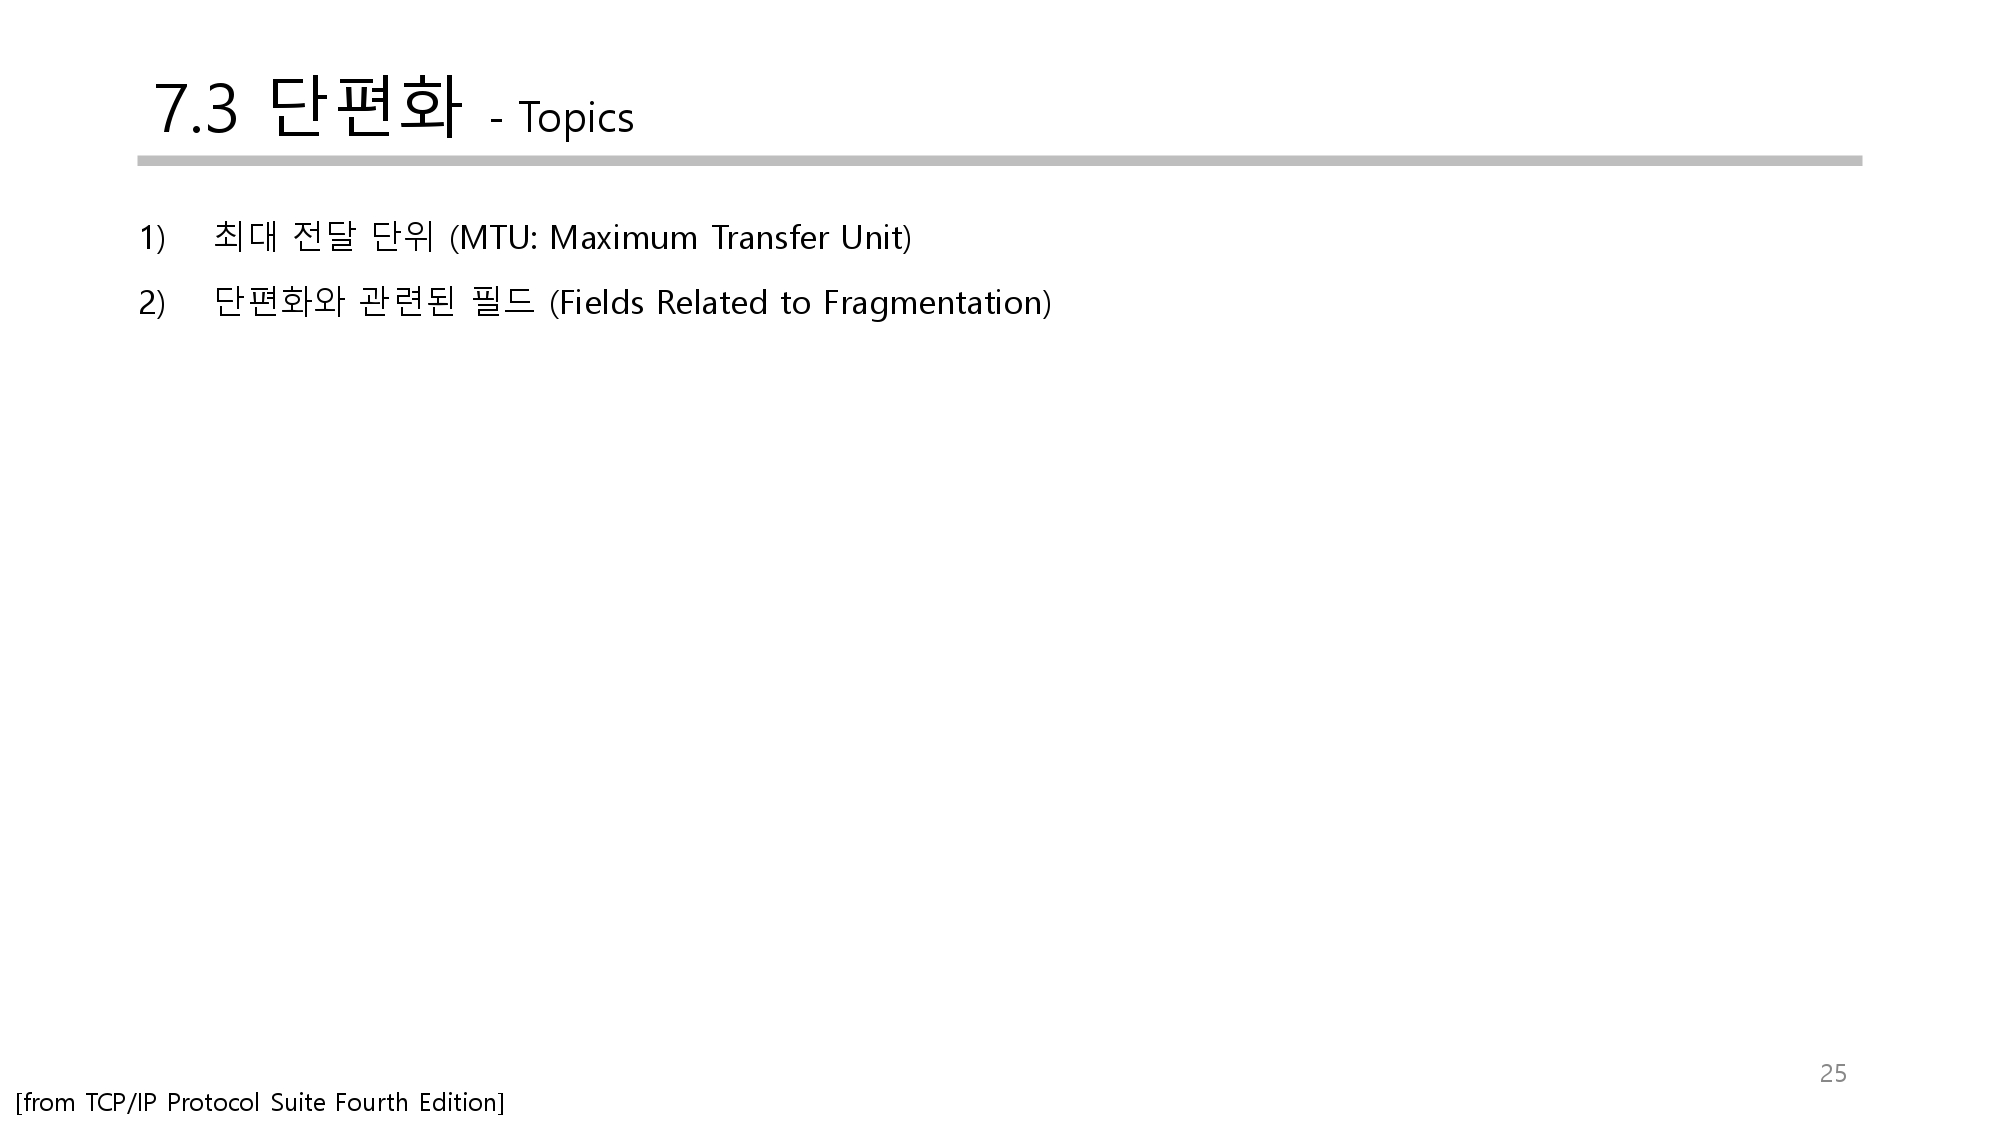 7.3 단편화 - Topics
1) 최대 전달 단위 (MTU: Maximum Transfer Unit)
2) 단편화와 관련된 필드 (Fields Related to Fragmentation)
25
[from TCP/IP Protocol Suite Fourth Edition]